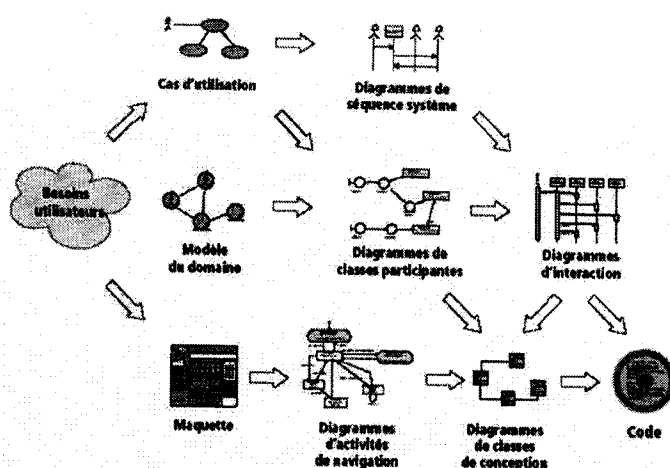 Cas d'utilisation
Diagrammes de
séquence système
Besoins
utilisateurs
Modèle
du domaine
Diagrammes de
classes participantes
Diagrammes
d'interaction
Maquette
Diagrammes
d'activités
de navigation
Diagrammes
de classes
de conception
Code